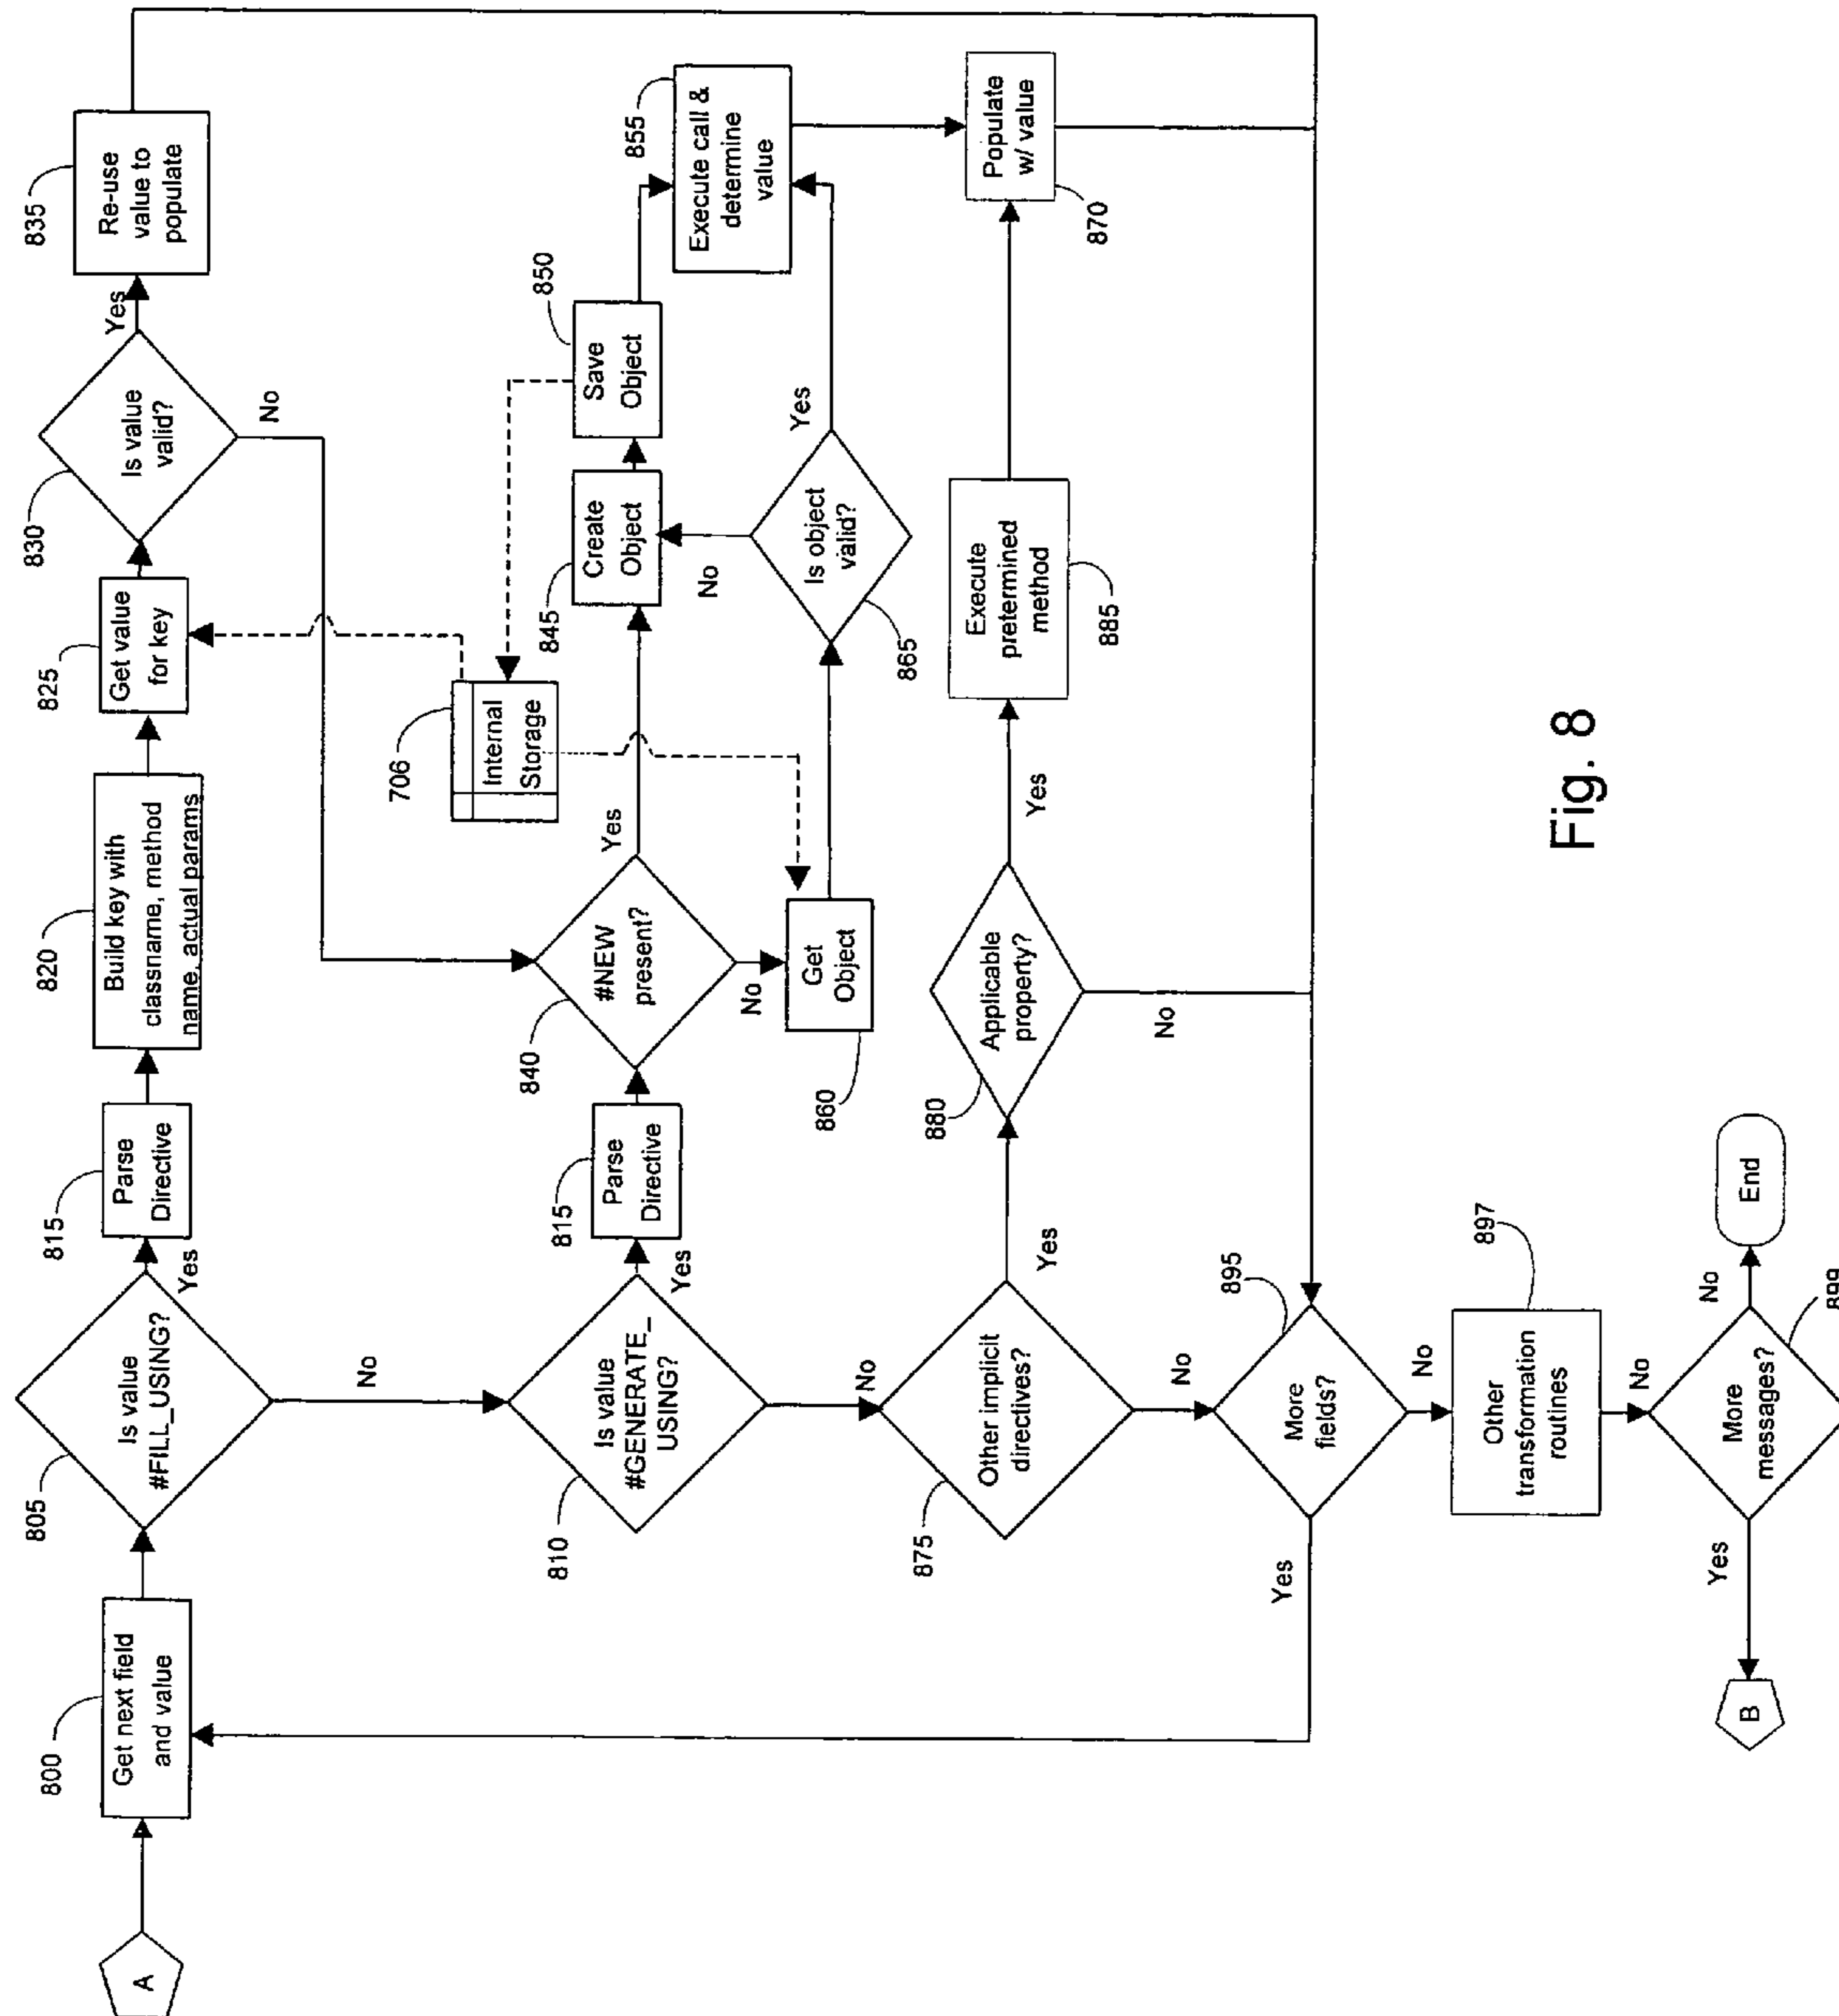 A
800
Get next field
and value
805
Is value
#FILL_USING?
Yes
No
815
Parse
Directive
820
Build key with
classname, method
name, actual params
825
Get value
for key
830
Is value
valid?
Yes
No
835
Re-use
value to
populate
810
Is value
#GENERATE_
USING?
Yes
No
815
Parse
Directive
840
#NEW
present?
Yes
No
706
Internal
Storage
845
Create
Object
850
Save
Object
855
Execute call &
determine
value
860
Get
Object
865
Is object
valid?
No
Yes
875
Other implicit
directives?
Yes
No
880
Applicable
property?
Yes
No
885
Execute
pretermined
method
870
Populate
w/ value
895
More
fields?
Yes
No
897
Other
transformation
routines
No
899
More
messages?
Yes
No
B
End
Fig. 8